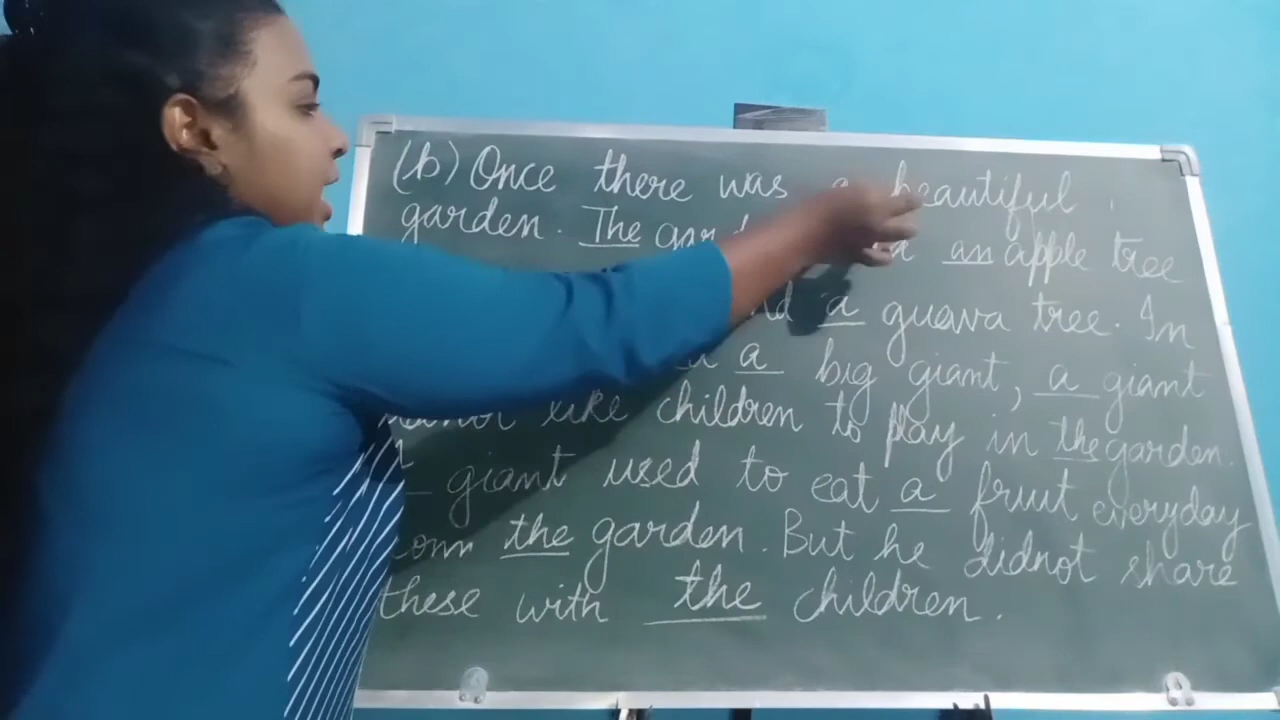 (b) Once there was a beautiful
garden. The an apple tree
a guava tree. In
a big giant, a giant
like children to play in the garden.
giant used to eat a fruit everyday
the garden. But he didnot share
these with the children.